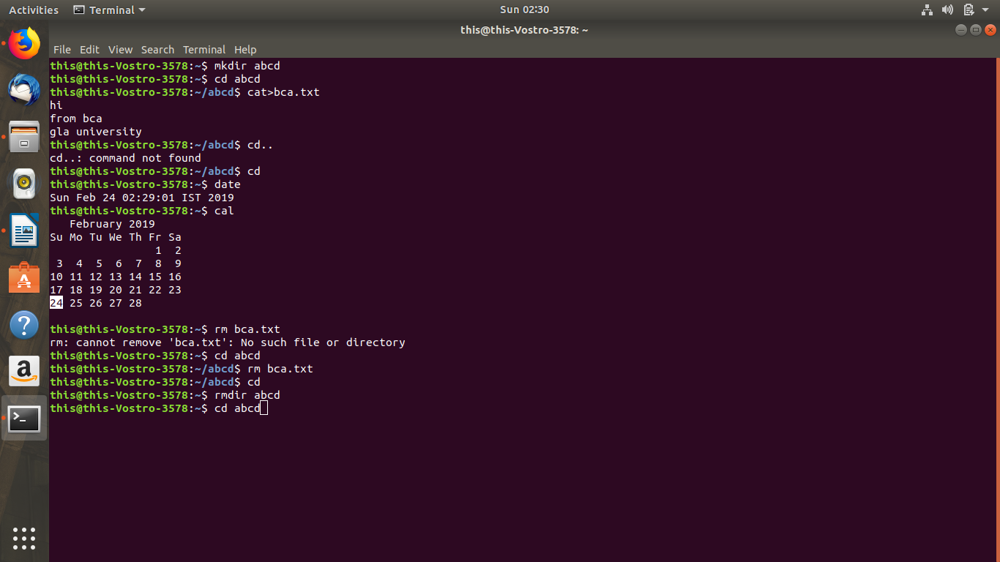 Activities Terminal Sun 02:30
this@this-Vostro-3578: ~
File Edit View Search Terminal Help
this@this-Vostro-3578:~$ mkdir abcd
this@this-Vostro-3578:~$ cd abcd
this@this-Vostro-3578:~/abcd$ cat>bca.txt
hi
from bca
gla university
this@this-Vostro-3578:~/abcd$ cd..
cd..: command not found
this@this-Vostro-3578:~/abcd$ cd
this@this-Vostro-3578:~$ date
Sun Feb 24 02:29:01 IST 2019
this@this-Vostro-3578:~$ cal
   February 2019
Su Mo Tu We Th Fr Sa
                1  2
 3  4  5  6  7  8  9
10 11 12 13 14 15 16
17 18 19 20 21 22 23
24 25 26 27 28
this@this-Vostro-3578:~$ rm bca.txt
rm: cannot remove 'bca.txt': No such file or directory
this@this-Vostro-3578:~$ cd abcd
this@this-Vostro-3578:~/abcd$ rm bca.txt
this@this-Vostro-3578:~/abcd$ cd
this@this-Vostro-3578:~$ rmdir abcd
this@this-Vostro-3578:~$ cd abcd